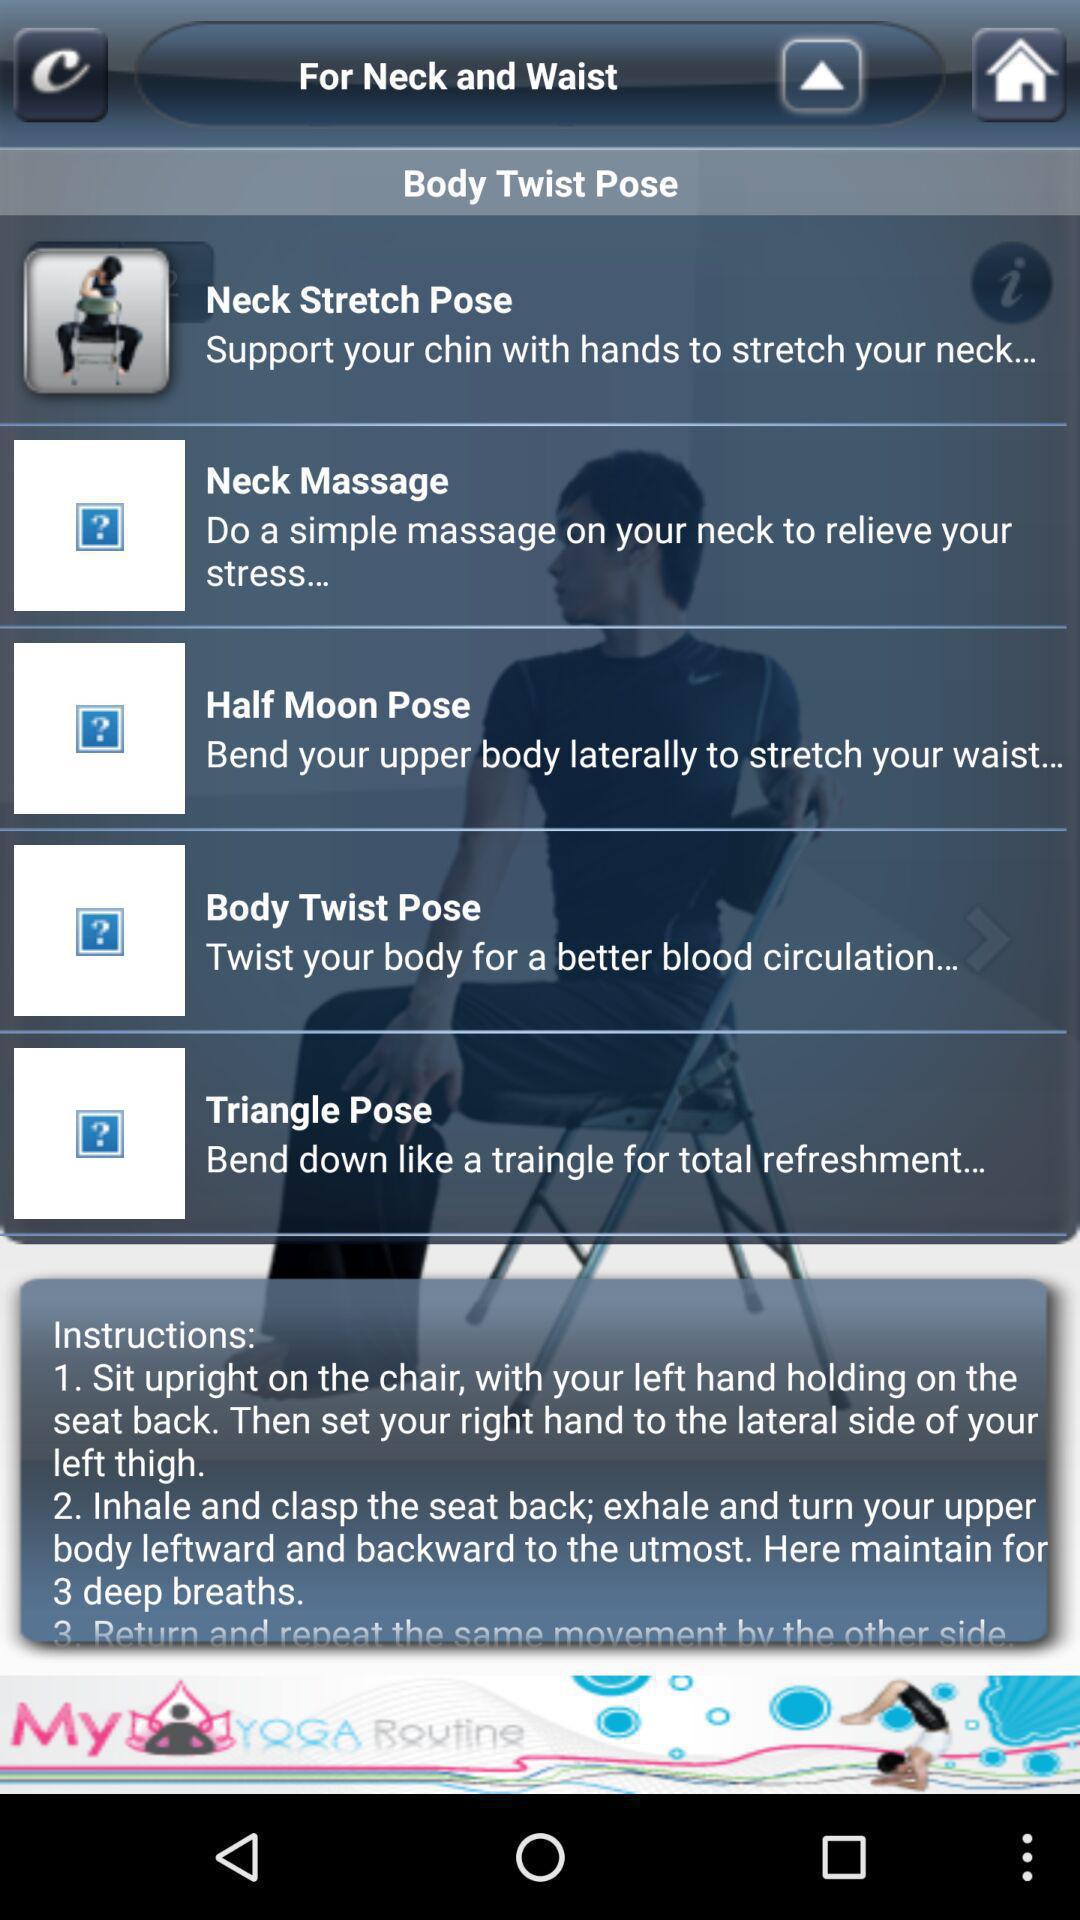 For Neck and Waist
Body Twist Pose
Neck Stretch Pose
Support your chin with hands to stretch your neck...
Neck Massage
Do a simple massage on your neck to relieve your
stress...
Half Moon Pose
Bend your upper body laterally to stretch your waist...
Body Twist Pose
Twist your body for a better blood circulation...
Triangle Pose
Bend down like a traingle for total refreshment...
Instructions:
1. Sit upright on the chair, with your left hand holding on the
seat back. Then set your right hand to the lateral side of your
left thigh.
2. Inhale and clasp the seat back; exhale and turn your upper
body leftward and backward to the utmost. Here maintain for
3 deep breaths.
3. Return and repeat the same movement by the other side.
My YOGA Routine